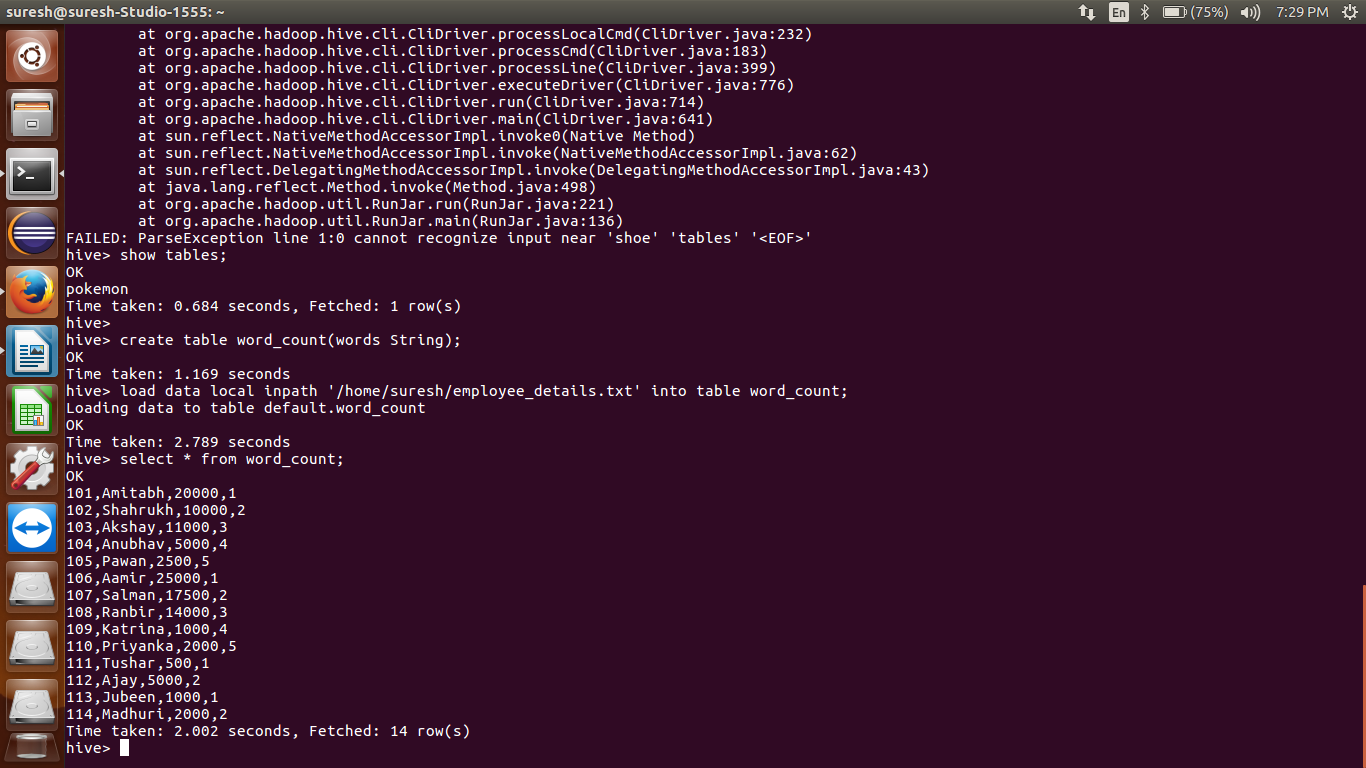 suresh@suresh-Studio-1555: ~
En
(75%)
7:29 PM
at org.apache.hadoop.hive.cli.CliDriver.processLocalCmd(CliDriver.java:232)
at org.apache.hadoop.hive.cli.CliDriver.processCmd(CliDriver.java:183)
at org.apache.hadoop.hive.cli.CliDriver.processLine(CliDriver.java:399)
at org.apache.hadoop.hive.cli.CliDriver.executeDriver(CliDriver.java:776)
at org.apache.hadoop.hive.cli.CliDriver.run(CliDriver.java:714)
at org.apache.hadoop.hive.cli.CliDriver.main(CliDriver.java:641)
at sun.reflect.NativeMethodAccessorImpl.invoke0(Native Method)
at sun.reflect.NativeMethodAccessorImpl.invoke(NativeMethodAccessorImpl.java:62)
at sun.reflect.DelegatingMethodAccessorImpl.invoke(DelegatingMethodAccessorImpl.java:43)
at java.lang.reflect.Method.invoke(Method.java:498)
at org.apache.hadoop.util.RunJar.run(RunJar.java:221)
at org.apache.hadoop.util.RunJar.main(RunJar.java:136)
FAILED: ParseException line 1:0 cannot recognize input near 'shoe' 'tables' '<EOF>'
hive> show tables;
OK
pokemon
Time taken: 0.684 seconds, Fetched: 1 row(s)
hive>
hive> create table word_count(words String);
OK
Time taken: 1.169 seconds
hive> load data local inpath '/home/suresh/employee_details.txt' into table word_count;
Loading data to table default.word_count
OK
Time taken: 2.789 seconds
hive> select * from word_count;
OK
101,Amitabh,20000,1
102,Shahrukh,10000,2
103,Akshay,11000,3
104,Anubhav,5000,4
105,Pawan,2500,5
106,Aamir,25000,1
107,Salman,17500,2
108,Ranbir,14000,3
109,Katrina,1000,4
110,Priyanka,2000,5
111,Tushar,500,1
112,Ajay,5000,2
113,Jubeen,1000,1
114,Madhuri,2000,2
Time taken: 2.002 seconds, Fetched: 14 row(s)
hive>